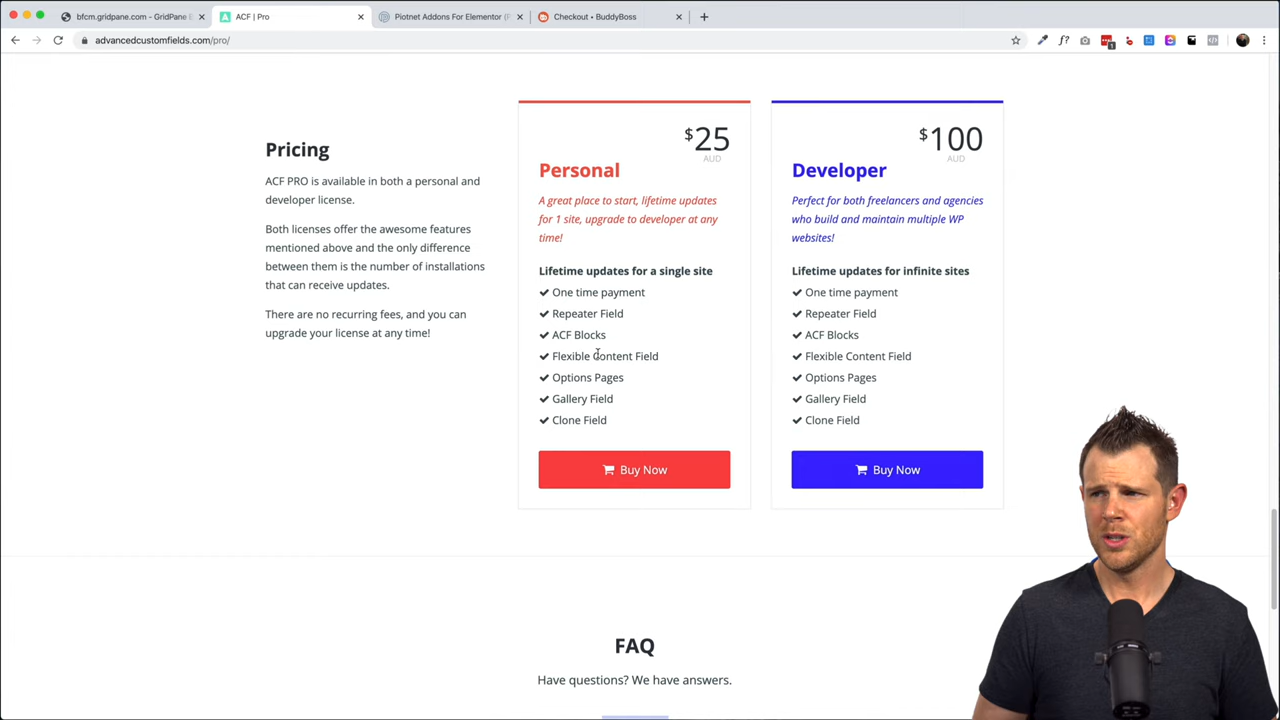 bfcm.gridpane.com - GridPane
ACF | Pro
Piotnet Addons For Elementor
Checkout • BuddyBoss
advancedcustomfields.com/pro/
f?
1
Pricing
ACF PRO is available in both a personal and
developer license.
Both licenses offer the awesome features
mentioned above and the only difference
between them is the number of installations
that can receive updates.
There are no recurring fees, and you can
upgrade your license at any time!
$25
AUD
Personal
A great place to start, lifetime updates
for 1 site, upgrade to developer at any
time!
Lifetime updates for a single site
One time payment
Repeater Field
ACF Blocks
Flexible Content Field
Options Pages
Gallery Field
Clone Field
Buy Now
$100
AUD
Developer
Perfect for both freelancers and agencies
who build and maintain multiple WP
websites!
Lifetime updates for infinite sites
One time payment
Repeater Field
ACF Blocks
Flexible Content Field
Options Pages
Gallery Field
Clone Field
Buy Now
FAQ
Have questions? We have answers.